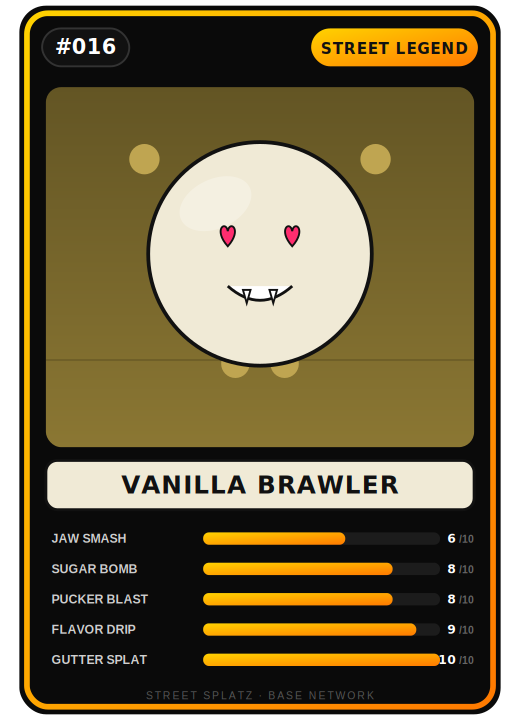 #016 STREET LEGEND
VANILLA BRAWLER
JAW SMASH 6 /10
SUGAR BOMB 8 /10
PUCKER BLAST 8 /10
FLAVOR DRIP 9 /10
GUTTER SPLAT 10 /10
STREET SPLATZ · BASE NETWORK